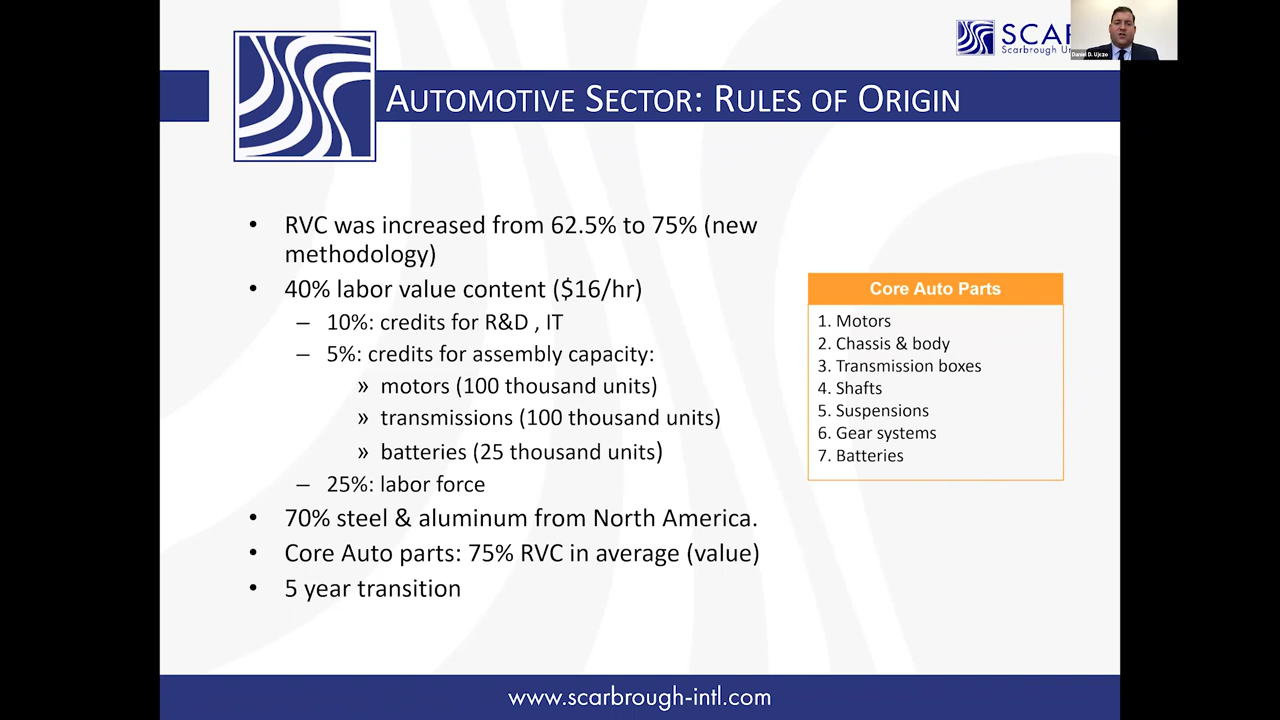 SCAR
Scarbrough Un
Daniel D. Ujczo
AUTOMOTIVE SECTOR: RULES OF ORIGIN
• RVC was increased from 62.5% to 75% (new
methodology)
• 40% labor value content ($16/hr)
– 10%: credits for R&D , IT
– 5%: credits for assembly capacity:
» motors (100 thousand units)
» transmissions (100 thousand units)
» batteries (25 thousand units)
– 25%: labor force
• 70% steel & aluminum from North America.
• Core Auto parts: 75% RVC in average (value)
• 5 year transition
Core Auto Parts
1. Motors
2. Chassis & body
3. Transmission boxes
4. Shafts
5. Suspensions
6. Gear systems
7. Batteries
www.scarbrough-intl.com